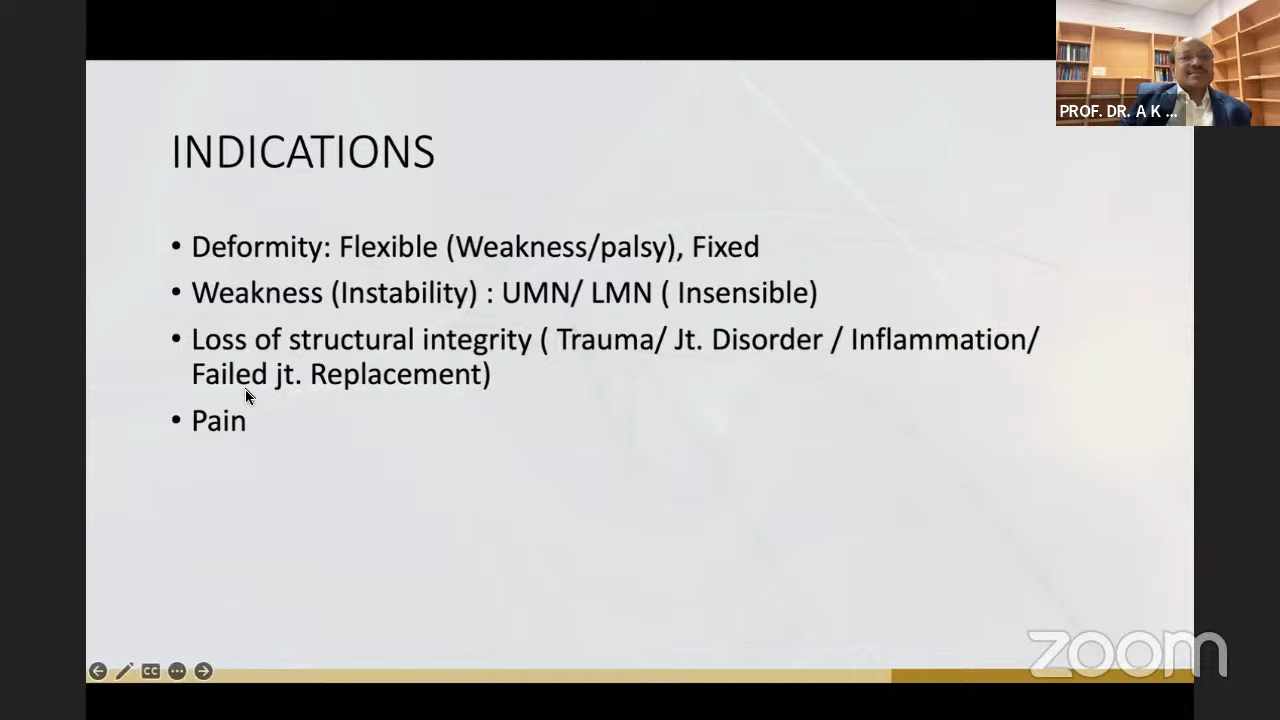 PROF. DR. A K ...
INDICATIONS
• Deformity: Flexible (Weakness/palsy), Fixed
• Weakness (Instability) : UMN/ LMN ( Insensible)
• Loss of structural integrity ( Trauma/ Jt. Disorder / Inflammation/
Failed jt. Replacement)
• Pain
CC
zoom